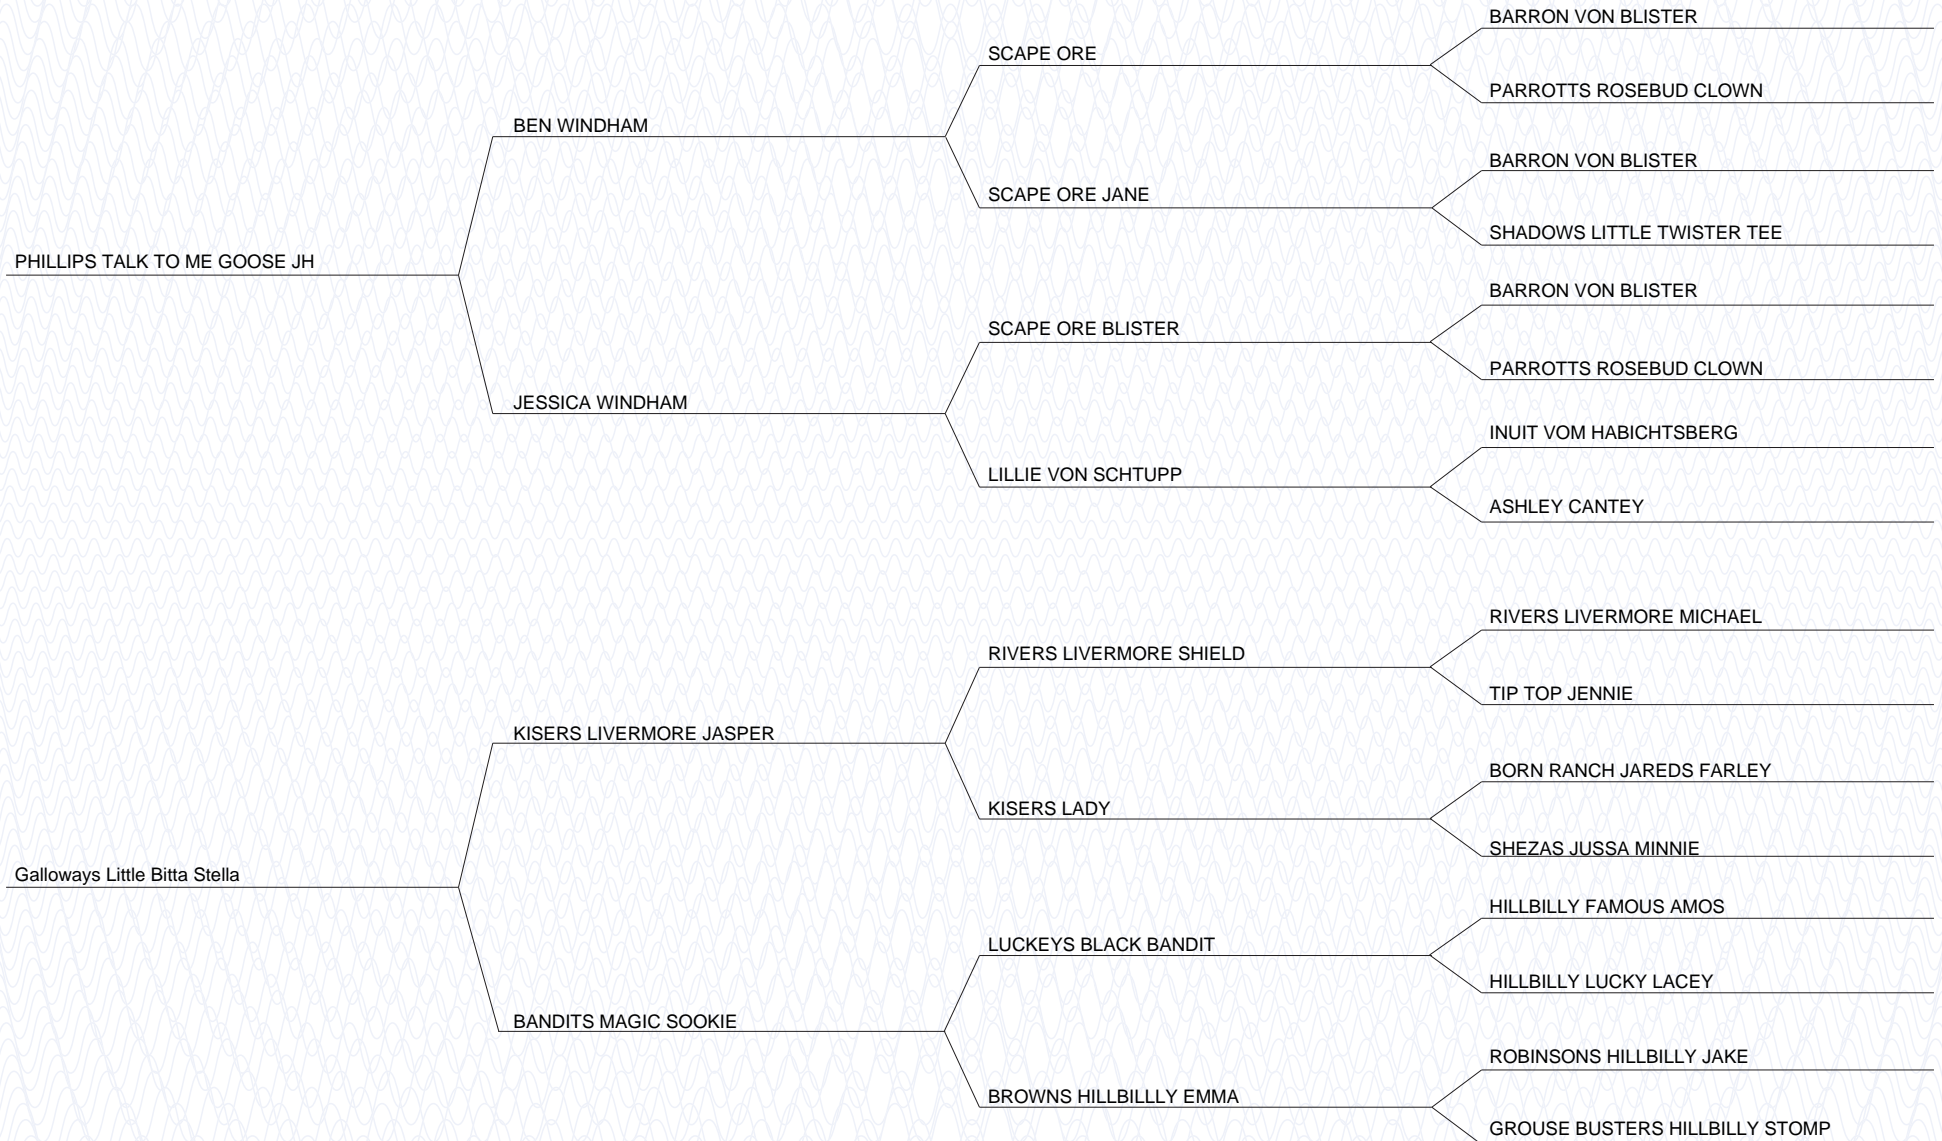 BARRON VON BLISTER
SCAPE ORE
PARROTTS ROSEBUD CLOWN
BEN WINDHAM
BARRON VON BLISTER
SCAPE ORE JANE
SHADOWS LITTLE TWISTER TEE
PHILLIPS TALK TO ME GOOSE JH
BARRON VON BLISTER
SCAPE ORE BLISTER
PARROTTS ROSEBUD CLOWN
JESSICA WINDHAM
INUIT VOM HABICHTSBERG
LILLIE VON SCHTUPP
ASHLEY CANTEY
RIVERS LIVERMORE MICHAEL
RIVERS LIVERMORE SHIELD
TIP TOP JENNIE
KISERS LIVERMORE JASPER
BORN RANCH JAREDS FARLEY
KISERS LADY
SHEZAS JUSSA MINNIE
Galloways Little Bitta Stella
HILLBILLY FAMOUS AMOS
LUCKEYS BLACK BANDIT
HILLBILLY LUCKY LACEY
BANDITS MAGIC SOOKIE
ROBINSONS HILLBILLY JAKE
BROWNS HILLBILLLY EMMA
GROUSE BUSTERS HILLBILLY STOMP